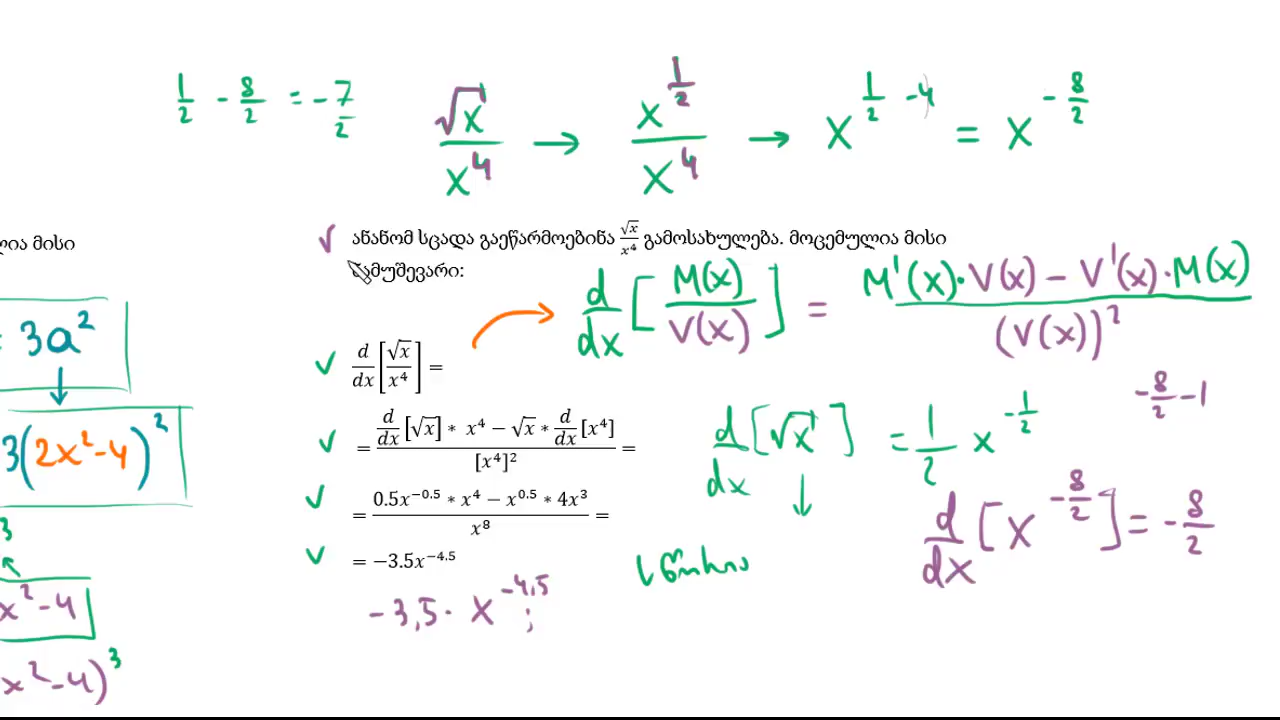 1/2 - 8/2 = -7/2
√x/x⁴ → x^(1/2)/x⁴ → x^(1/2 -4) = x^(-8/2)
ულია მისი
√ ანანომ სცადა გაეწარმოებინა √x/x⁴ გამოსახულება. მოცემულია მისი
ნამუშევარი:
d/dx [M(x)/V(x)] = (M'(x)·V(x) - V'(x)·M(x))/(V(x))²
= 3a²
3(2x²-4)²
3
x²-4
x²-4)³
d/dx[√x/x⁴] =
= (d/dx[√x] * x⁴ − √x * d/dx[x⁴])/[x⁴]² =
= (0.5x^−0.5 * x⁴ − x^0.5 * 4x³)/x⁸ =
= −3.5x^−4.5
-3,5· x^-4,5 ;
d/dx [√x] = 1/2 x^(-1/2)
-8/2 -1
d/dx [x^(-8/2)] = -8/2
სწორია